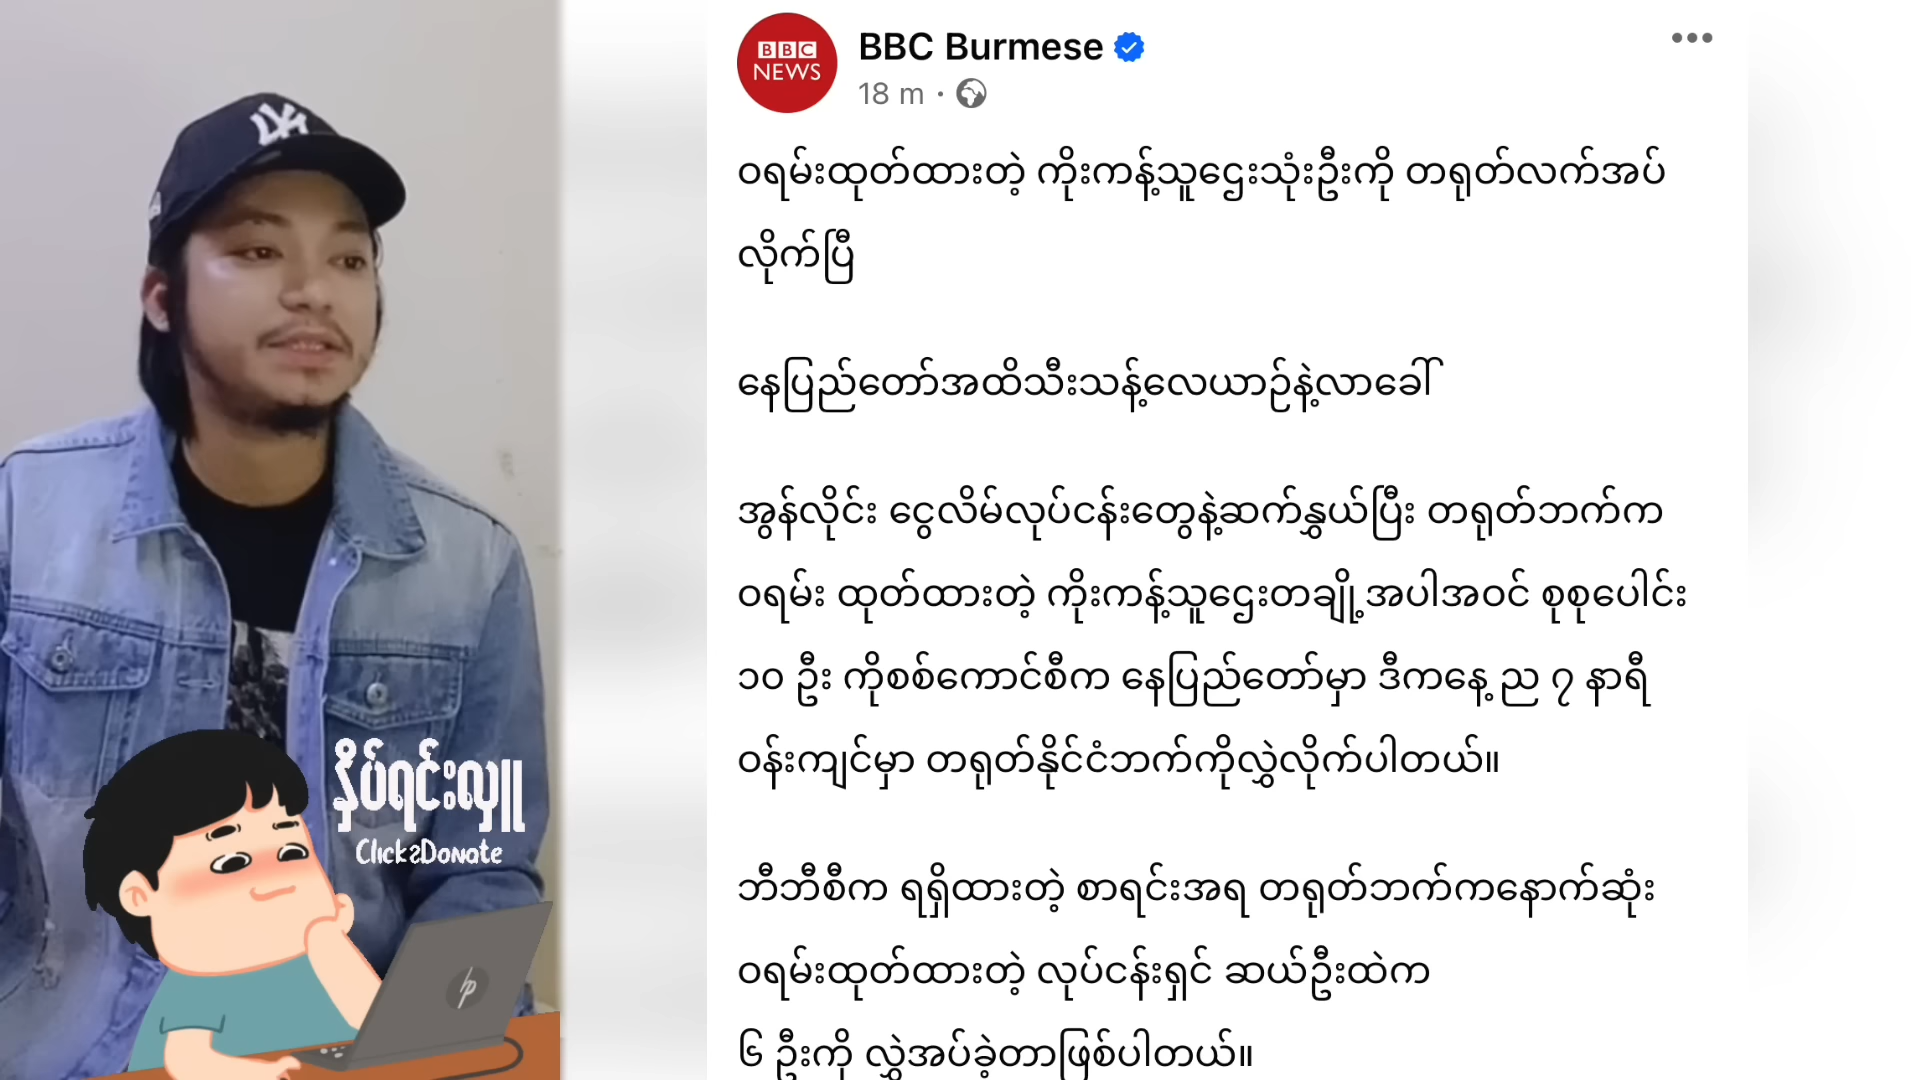 BBC
NEWS
BBC Burmese
18 m
ဝရမ်းထုတ်ထားတဲ့ ကိုးကန့်သူဌေးသုံးဦးကို တရုတ်လက်အပ်
လိုက်ပြီ
နေပြည်တော်အထိသီးသန့်လေယာဉ်နဲ့လာခေါ်
အွန်လိုင်း ငွေလိမ်လုပ်ငန်းတွေနဲ့ဆက်နွှယ်ပြီး တရုတ်ဘက်က
ဝရမ်း ထုတ်ထားတဲ့ ကိုးကန့်သူဌေးတချို့အပါအဝင် စုစုပေါင်း
၁၀ ဦး ကိုစစ်ကောင်စီက နေပြည်တော်မှာ ဒီကနေ့ ည ၇ နာရီ
ဝန်းကျင်မှာ တရုတ်နိုင်ငံဘက်ကိုလွှဲလိုက်ပါတယ်။
ဘီဘီစီက ရရှိထားတဲ့ စာရင်းအရ တရုတ်ဘက်ကနောက်ဆုံး
ဝရမ်းထုတ်ထားတဲ့ လုပ်ငန်းရှင် ဆယ်ဦးထဲက
၆ ဦးကို လွှဲအပ်ခဲ့တာဖြစ်ပါတယ်။
နှိပ်ရင်းလှူ
Click2Donate
hp